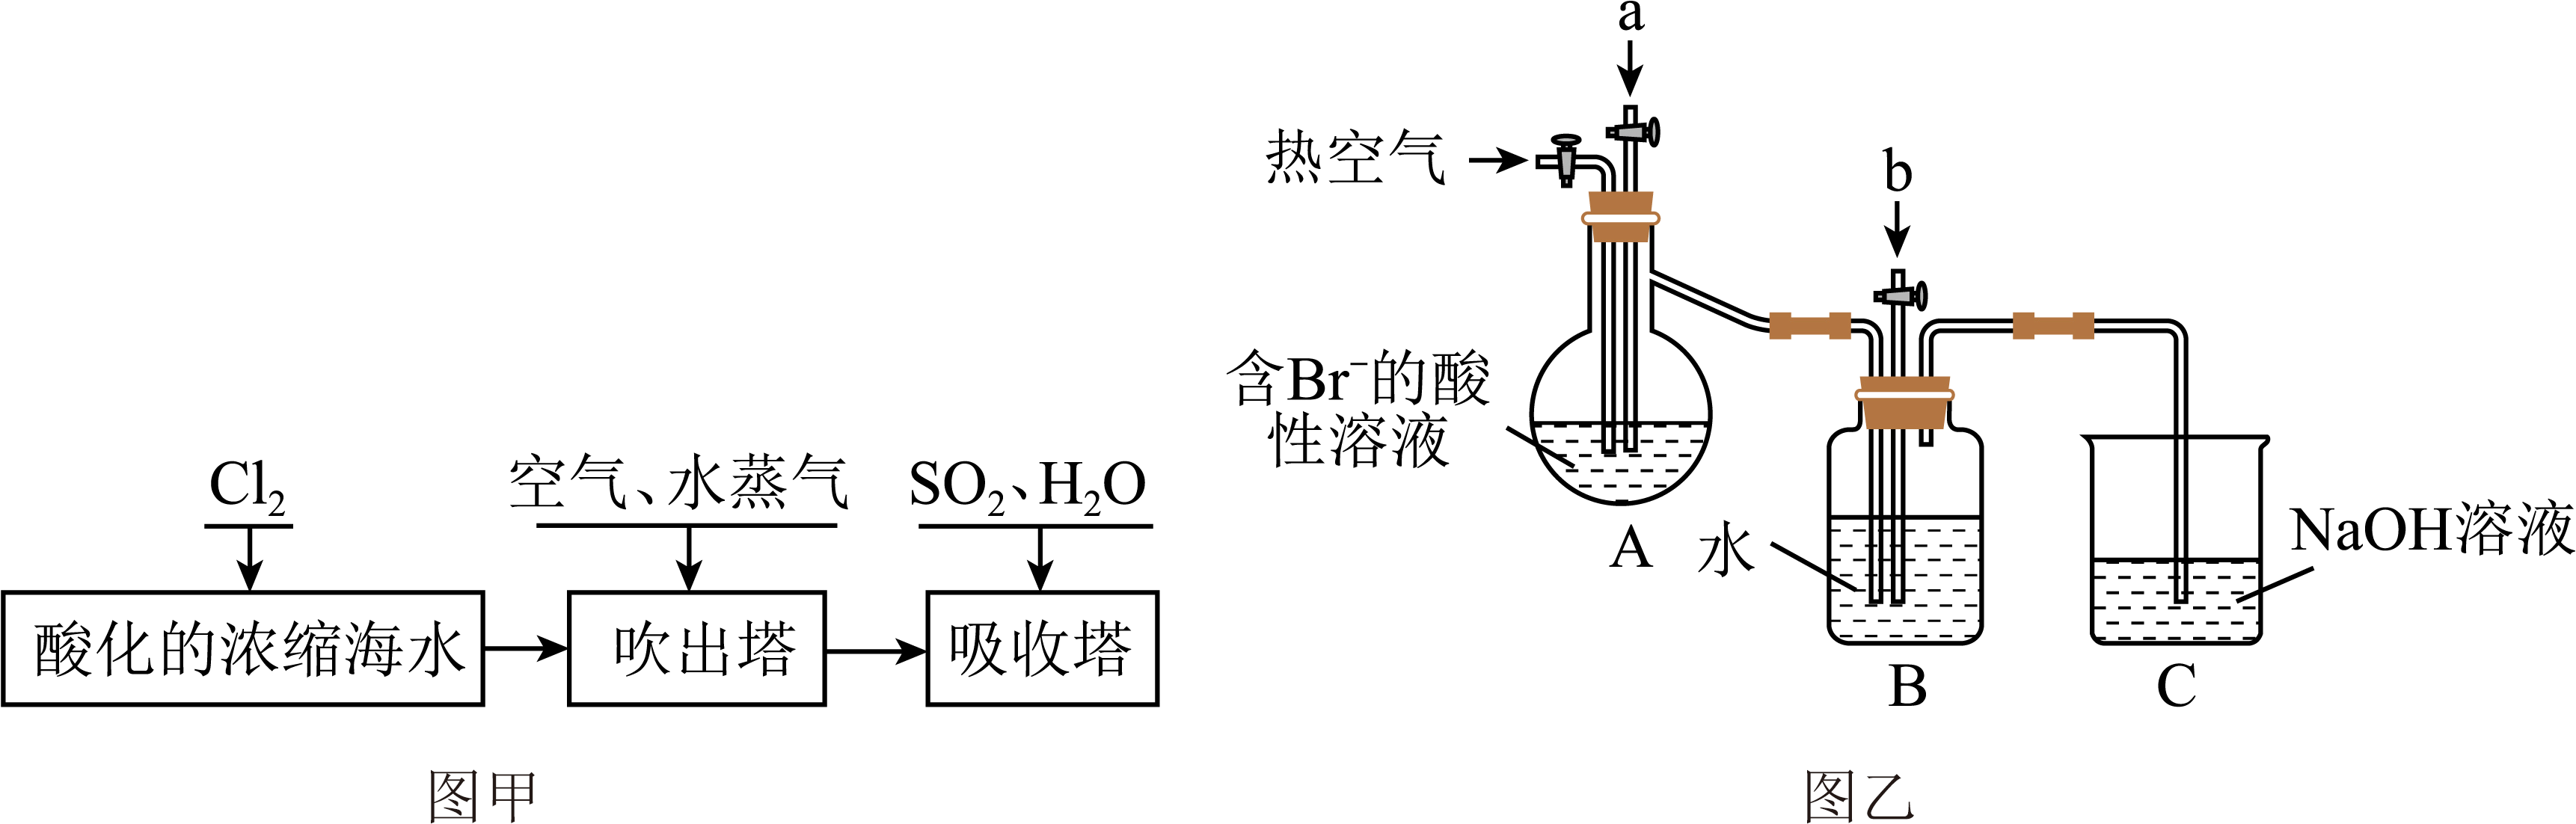 Cl₂
空气、水蒸气
SO₂、H₂O
酸化的浓缩海水
吹出塔
吸收塔
图甲
a
热空气
b
含Br⁻的酸
性溶液
A
水
B
NaOH溶液
C
图乙